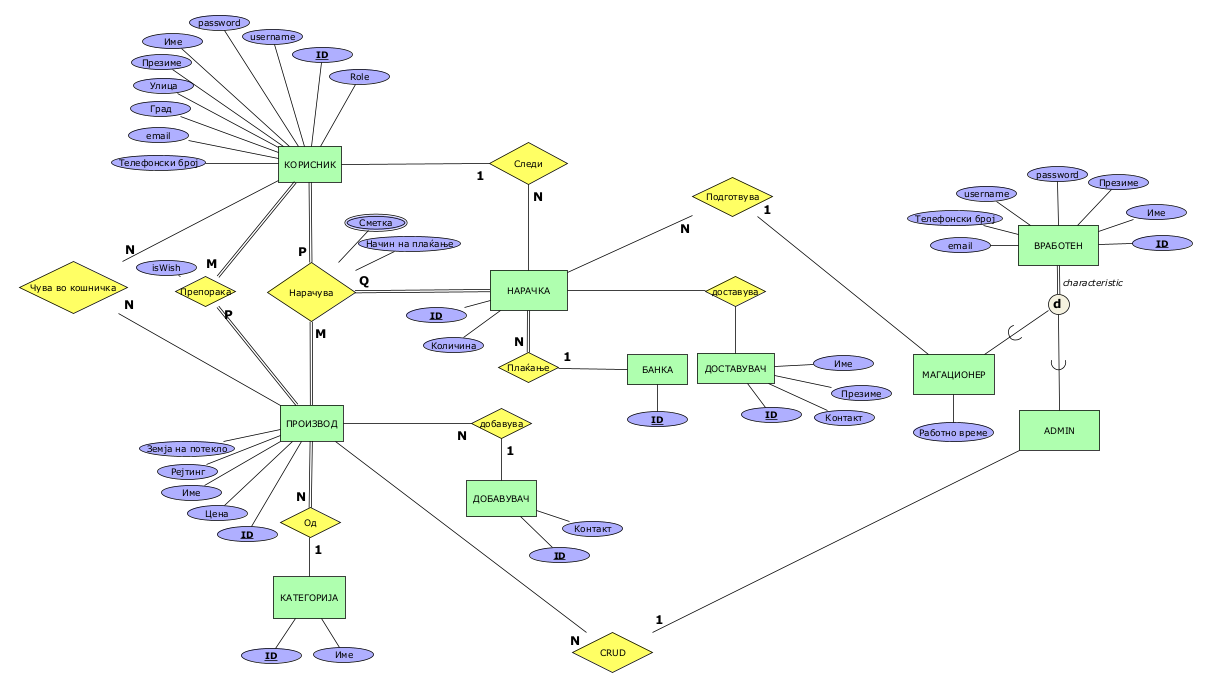 password
Име
username
ID
Презиме
Role
Улица
Град
email
Телефонски број
КОРИСНИК
1
Следи
N
Подготвува
1
N
password
Презиме
username
Телефонски број
Име
email
ВРАБОТЕН
ID
characteristic
d
Сметка
Начин на плаќање
N
P
M
isWish
Q
Чува во кошничка
Препорака
Нарачува
НАРАЧКА
доставува
N
P
ID
M
N
Количина
1
Плаќање
БАНКА
ДОСТАВУВАЧ
Име
МАГАЦИОНЕР
Презиме
ID
ID
Контакт
ПРОИЗВОД
добавува
N
1
Работно време
ADMIN
Земја на потекло
Рејтинг
Име
Цена
ID
N
Од
1
ДОБАВУВАЧ
Контакт
ID
КАТЕГОРИЈА
ID
Име
1
N
CRUD